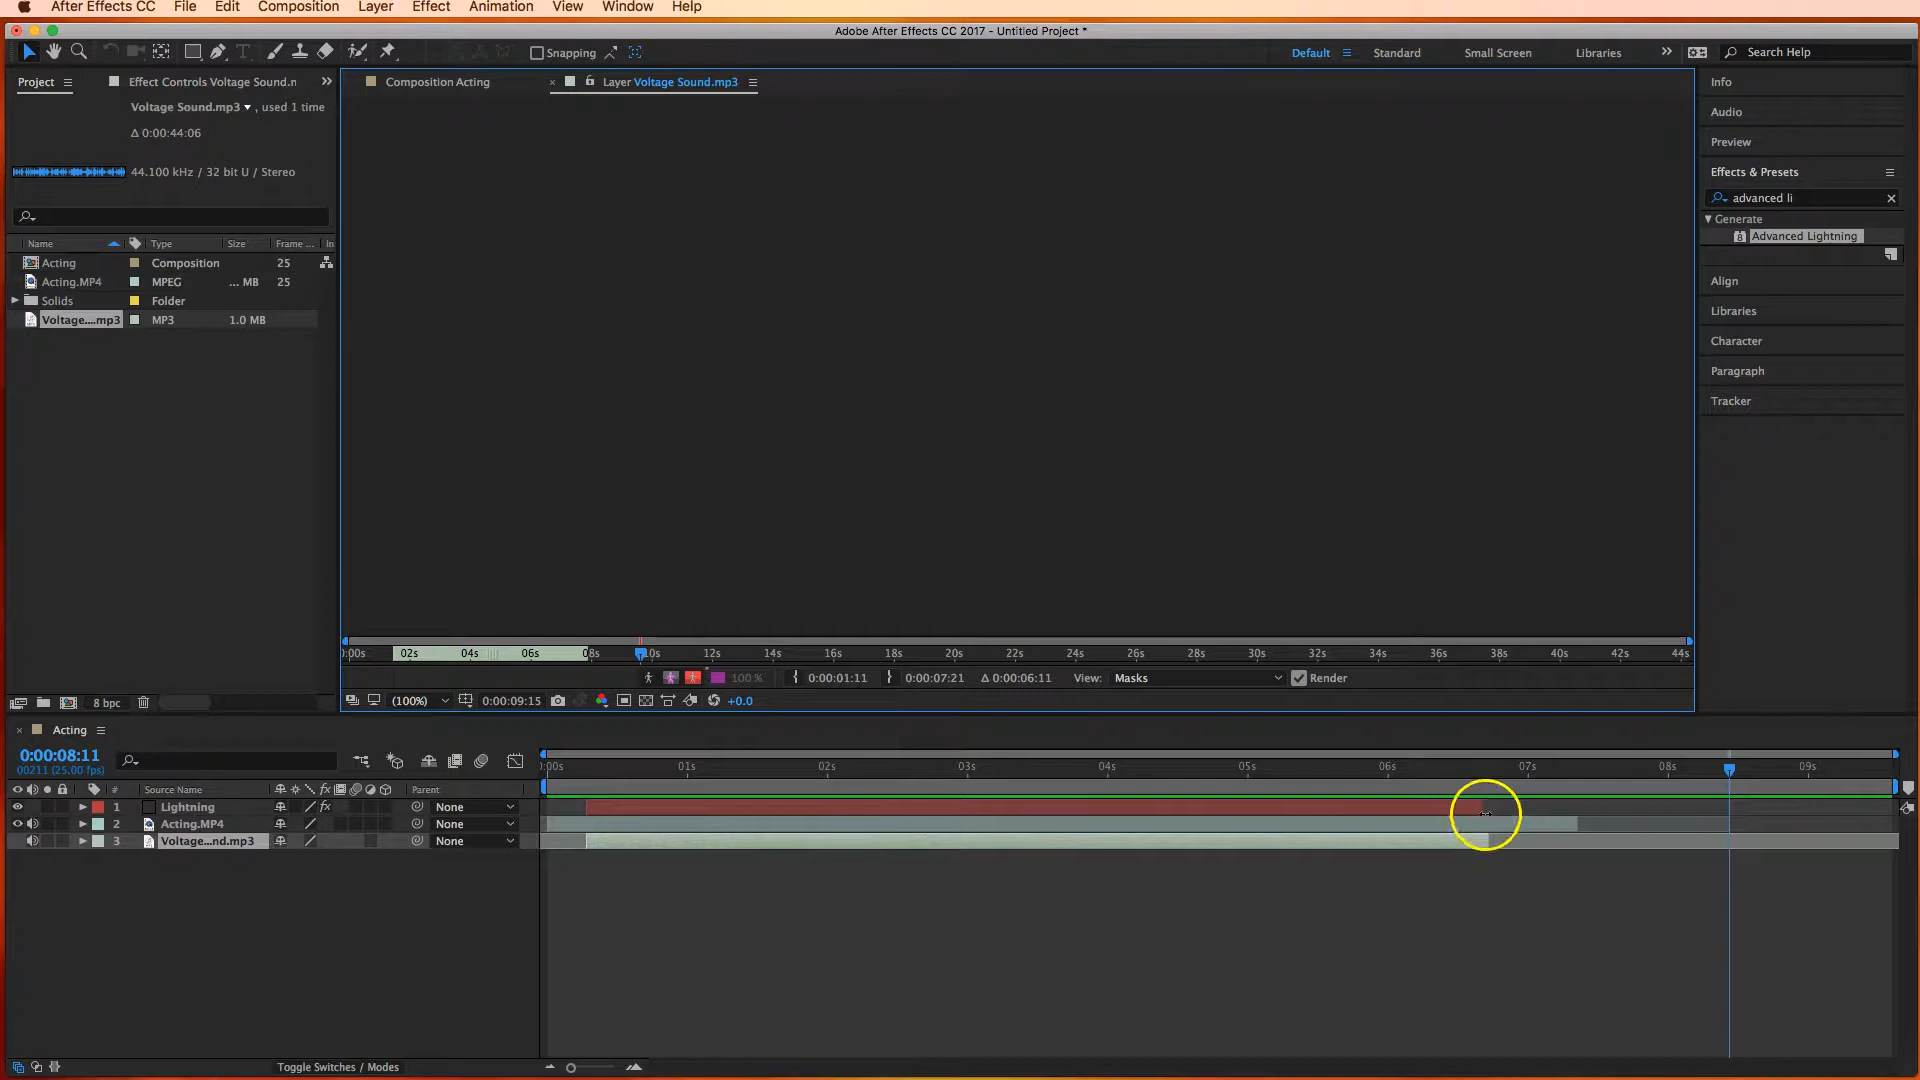 After Effects CC File Edit Composition Layer Effect Animation View Window Help
Adobe After Effects CC 2017 - Untitled Project *
Snapping Default Standard Small Screen Libraries Search Help
Project Effect Controls Voltage Sound.n
Composition Acting Layer Voltage Sound.mp3
Voltage Sound.mp3 , used 1 time
Δ 0:00:44:06
44.100 kHz / 32 bit U / Stereo
Name Type Size Frame ... In
Acting Composition 25
Acting.MP4 MPEG ... MB 25
Solids Folder
Voltage....mp3 MP3 1.0 MB
Info
Audio
Preview
Effects & Presets
advanced li
Generate
Advanced Lightning
Align
Libraries
Character
Paragraph
Tracker
):00s 02s 04s 06s 08s 10s 12s 14s 16s 18s 20s 22s 24s 26s 28s 30s 32s 34s 36s 38s 40s 42s 44s
100 % 0:00:01:11 0:00:07:21 Δ 0:00:06:11 View: Masks Render
8 bpc (100%) 0:00:09:15 +0.0
Acting
0:00:08:11
00211 (25.00 fps)
):00s 01s 02s 03s 04s 05s 06s 07s 08s 09s
# Source Name fx Parent
1 Lightning fx None
2 Acting.MP4 None
3 Voltage...nd.mp3 None
Toggle Switches / Modes